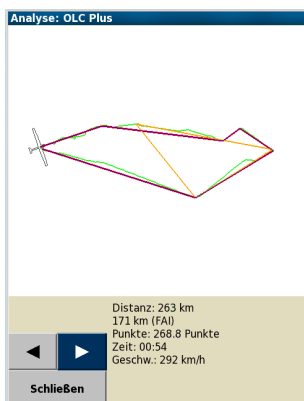 Analyse: OLC Plus
Distanz: 263 km
171 km (FAI)
Punkte: 268.8 Punkte
Zeit: 00:54
Geschw.: 292 km/h
Schließen